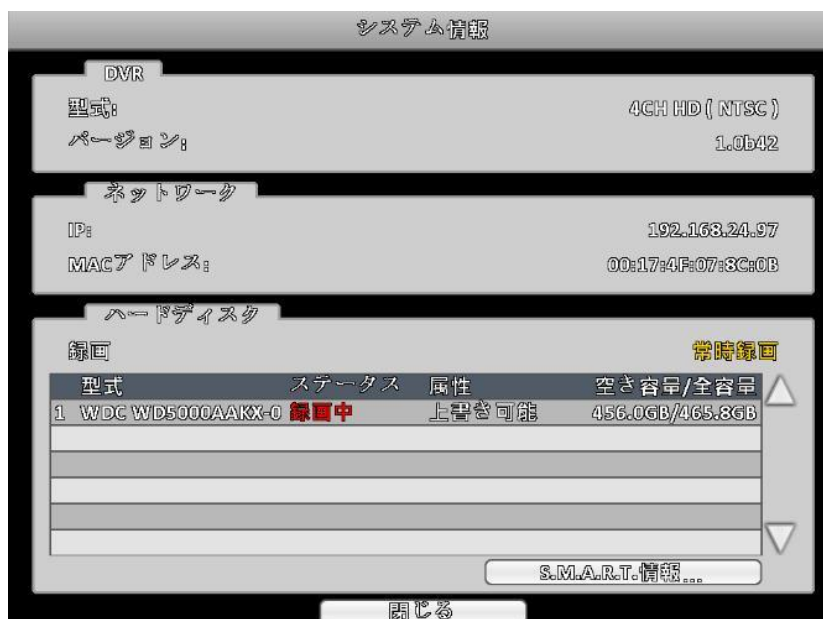 システム情報
DVR
型式: 4CH HD ( NTSC )
バージョン: 1.0b42
ネットワーク
IP: 192.168.24.97
MACアドレス: 00:17:4F:07:8C:0B
ハードディスク
録画 常時録画
型式 ステータス 属性 空き容量/全容量
1 WDC WD5000AAKX-0 録画中 上書き可能 456.0GB/465.8GB
S.M.A.R.T.情報...
閉じる